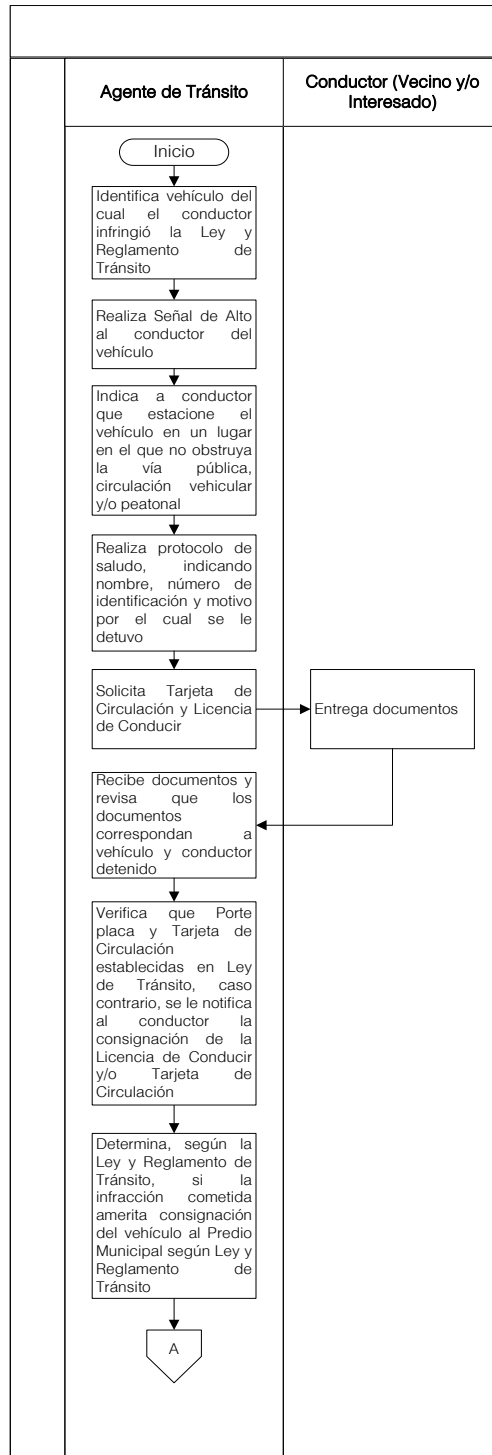 Agente de Tránsito
Conductor (Vecino y/o
Interesado)
Inicio
Identifica vehículo del
cual el conductor
infringió la Ley y
Reglamento de
Tránsito
Realiza Señal de Alto
al conductor del
vehículo
Indica a conductor
que estacione el
vehículo en un lugar
en el que no obstruya
la vía pública,
circulación vehicular
y/o peatonal
Realiza protocolo de
saludo, indicando
nombre, número de
identificación y motivo
por el cual se le
detuvo
Solicita Tarjeta de
Circulación y Licencia
de Conducir
Entrega documentos
Recibe documentos y
revisa que los
documentos
correspondan a
vehículo y conductor
detenido
Verifica que Porte
placa y Tarjeta de
Circulación
establecidas en Ley
de Tránsito, caso
contrario, se le notifica
al conductor la
consignación de la
Licencia de Conducir
y/o Tarjeta de
Circulación
Determina, según la
Ley y Reglamento de
Tránsito, si la
infracción cometida
amerita consignación
del vehículo al Predio
Municipal según Ley y
Reglamento de
Tránsito
A